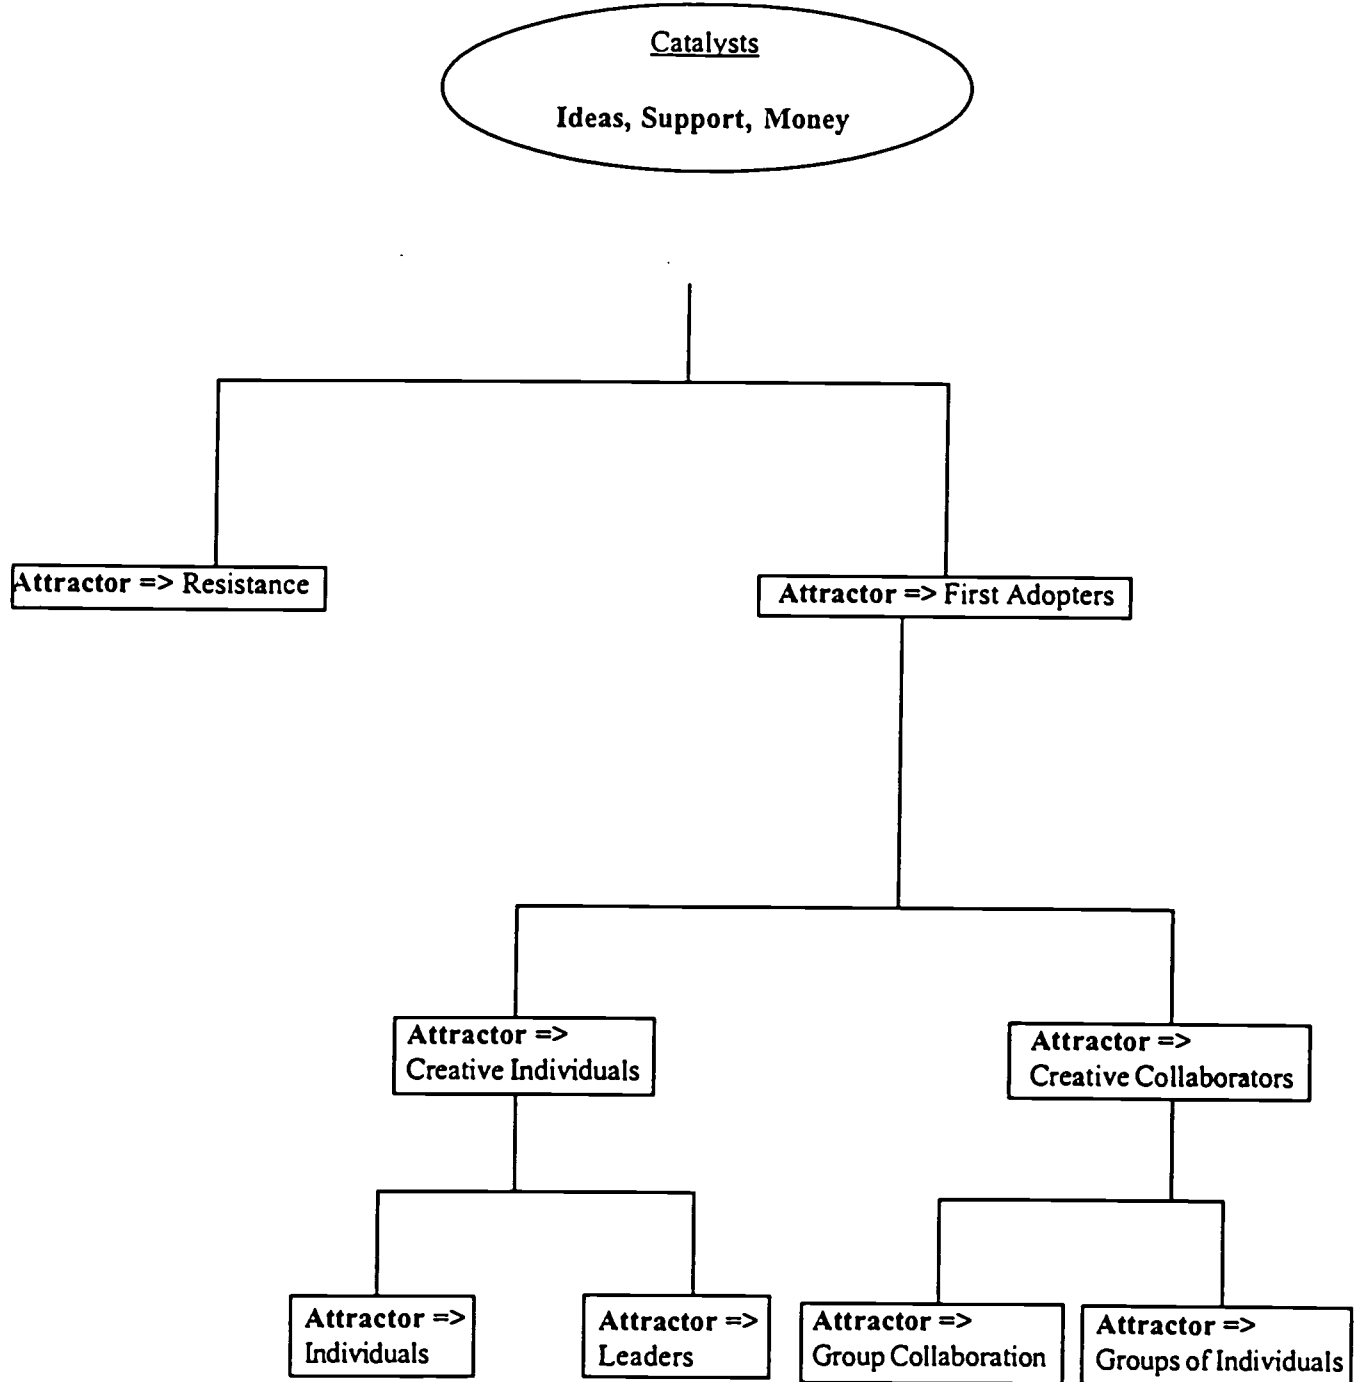 Catalysts
Ideas, Support, Money
Attractor => Resistance
Attractor => First Adopters
Attractor =>
Creative Individuals
Attractor =>
Creative Collaborators
Attractor =>
Individuals
Attractor =>
Leaders
Attractor =>
Group Collaboration
Attractor =>
Groups of Individuals